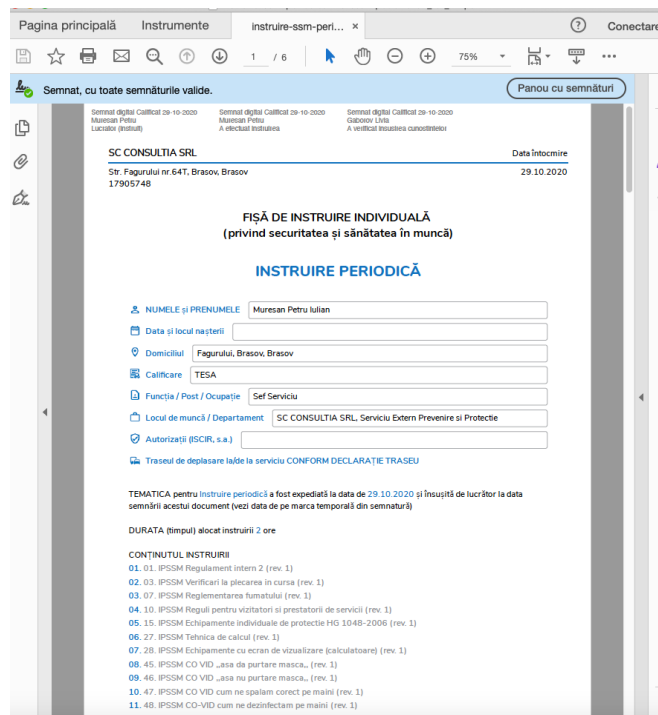 Pagina principală Instrumente instruire-ssm-peri... × ? Conectare
1 / 6 75%
Semnat, cu toate semnăturile valide. Panou cu semnături
Semnat digital Calificat 29-10-2020 Semnat digital Calificat 29-10-2020 Semnat digital Calificat 29-10-2020
Muresan Petru Muresan Petru Gabolov Livia
Lucrator (instruit) A efectuat instruirea A verificat insusirea cunostintelor
SC CONSULTIA SRL Data întocmire
Str. Fagurului nr.64T, Brasov, Brasov 29.10.2020
17905748
FIȘĂ DE INSTRUIRE INDIVIDUALĂ
(privind securitatea și sănătatea în muncă)
INSTRUIRE PERIODICĂ
NUMELE și PRENUMELE Muresan Petru Iulian
Data și locul nașterii
Domiciliul Fagurului, Brasov, Brasov
Calificare TESA
Funcția / Post / Ocupație Sef Serviciu
Locul de muncă / Departament SC CONSULTIA SRL, Serviciu Extern Prevenire si Protectie
Autorizații (ISCIR, s.a.)
Traseul de deplasare la/de la serviciu CONFORM DECLARAȚIE TRASEU
TEMATICA pentru Instruire periodică a fost expediată la data de 29.10.2020 și însușită de lucrător la data
semnării acestui document (vezi data de pe marca temporală din semnatură)
DURATA (timpul) alocat instruirii 2 ore
CONȚINUTUL INSTRUIRII
01. 01. IPSSM Regulament intern 2 (rev. 1)
02. 03. IPSSM Verificari la plecarea in cursa (rev. 1)
03. 07. IPSSM Reglementarea fumatului (rev. 1)
04. 10. IPSSM Reguli pentru vizitatori si prestatorii de servicii (rev. 1)
05. 15. IPSSM Echipamente individuale de protectie HG 1048-2006 (rev. 1)
06. 27. IPSSM Tehnica de calcul (rev. 1)
07. 28. IPSSM Echipamente cu ecran de vizualizare (calculatoare) (rev. 1)
08. 45. IPSSM CO VID „asa da purtare masca„ (rev. 1)
09. 46. IPSSM CO VID „asa nu purtare masca„ (rev. 1)
10. 47. IPSSM CO VID cum ne spalam corect pe maini (rev. 1)
11. 48. IPSSM CO-VID cum ne dezinfectam pe maini (rev. 1)